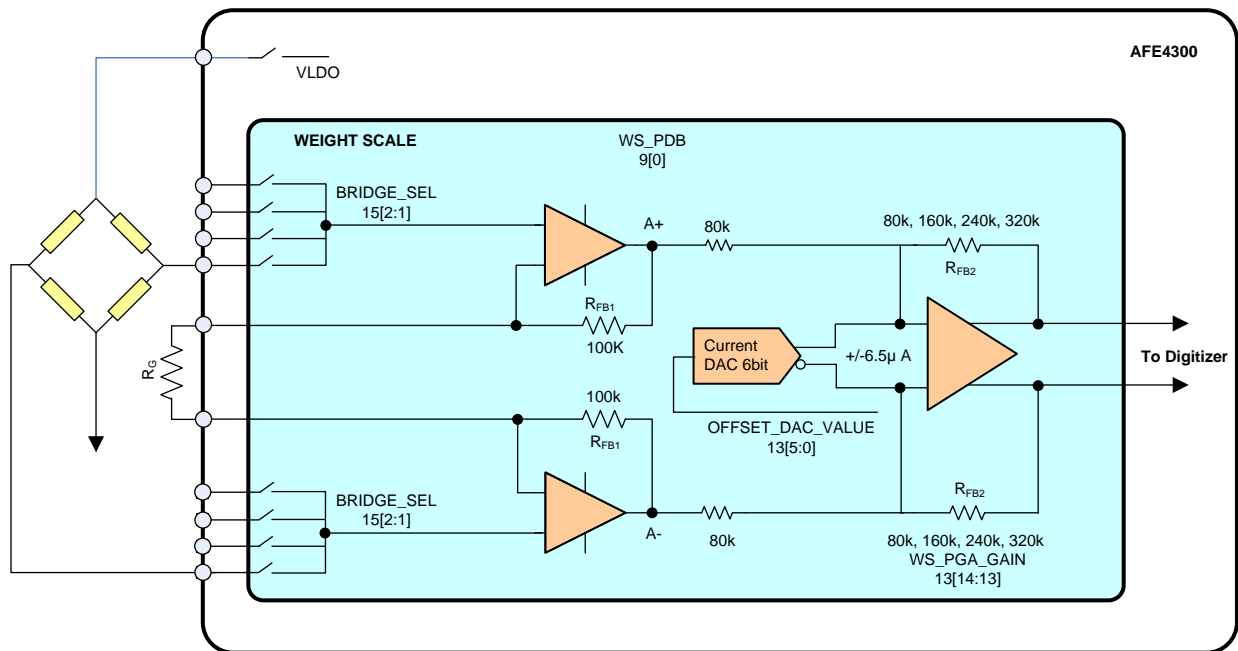 AFE4300
VLDO
WEIGHT SCALE
WS_PDB
9[0]
BRIDGE_SEL
15[2:1]
A+
80k
80k, 160k, 240k, 320k
RFB2
RFB1
100K
RG
Current
DAC 6bit
+/-6.5µ A
To Digitizer
100k
RFB1
OFFSET_DAC_VALUE
13[5:0]
BRIDGE_SEL
15[2:1]
A-
80k
RFB2
80k, 160k, 240k, 320k
WS_PGA_GAIN
13[14:13]